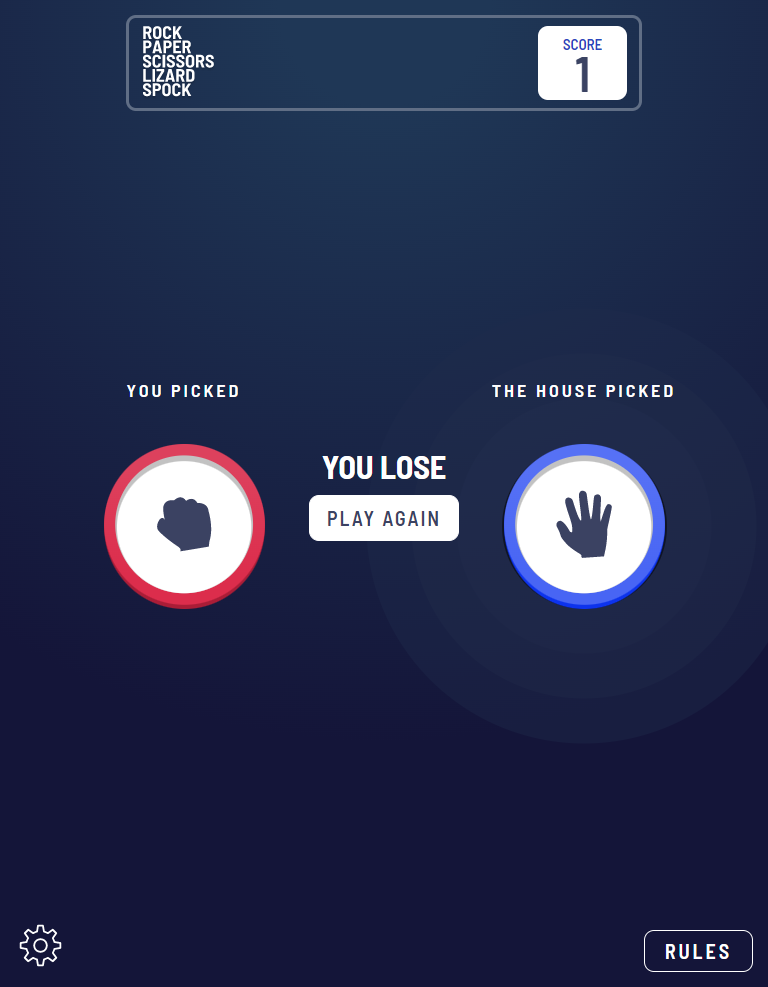 ROCK
PAPER
SCISSORS
LIZARD
SPOCK
SCORE
1
YOU PICKED
THE HOUSE PICKED
YOU LOSE
PLAY AGAIN
RULES